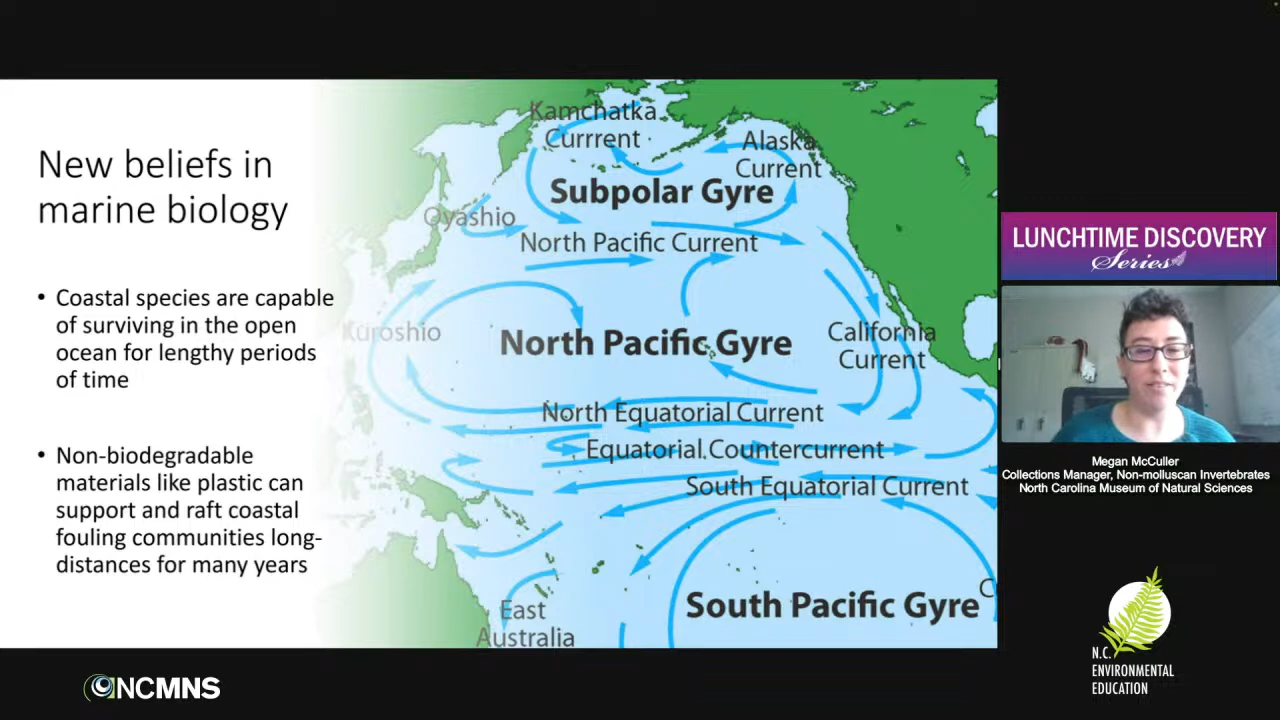 New beliefs in
marine biology
• Coastal species are capable
of surviving in the open
ocean for lengthy periods
of time
• Non-biodegradable
materials like plastic can
support and raft coastal
fouling communities long-
distances for many years
Kamchatka
Currrent
Alaska
Current
Subpolar Gyre
Oyashio
North Pacific Current
Kuroshio
North Pacific Gyre
California
Current
North Equatorial Current
Equatorial Countercurrent
South Equatorial Current
South Pacific Gyre
East
Australia
LUNCHTIME DISCOVERY
Series
Megan McCuller
Collections Manager, Non-molluscan Invertebrates
North Carolina Museum of Natural Sciences
NCMNS
N.C.
ENVIRONMENTAL
EDUCATION